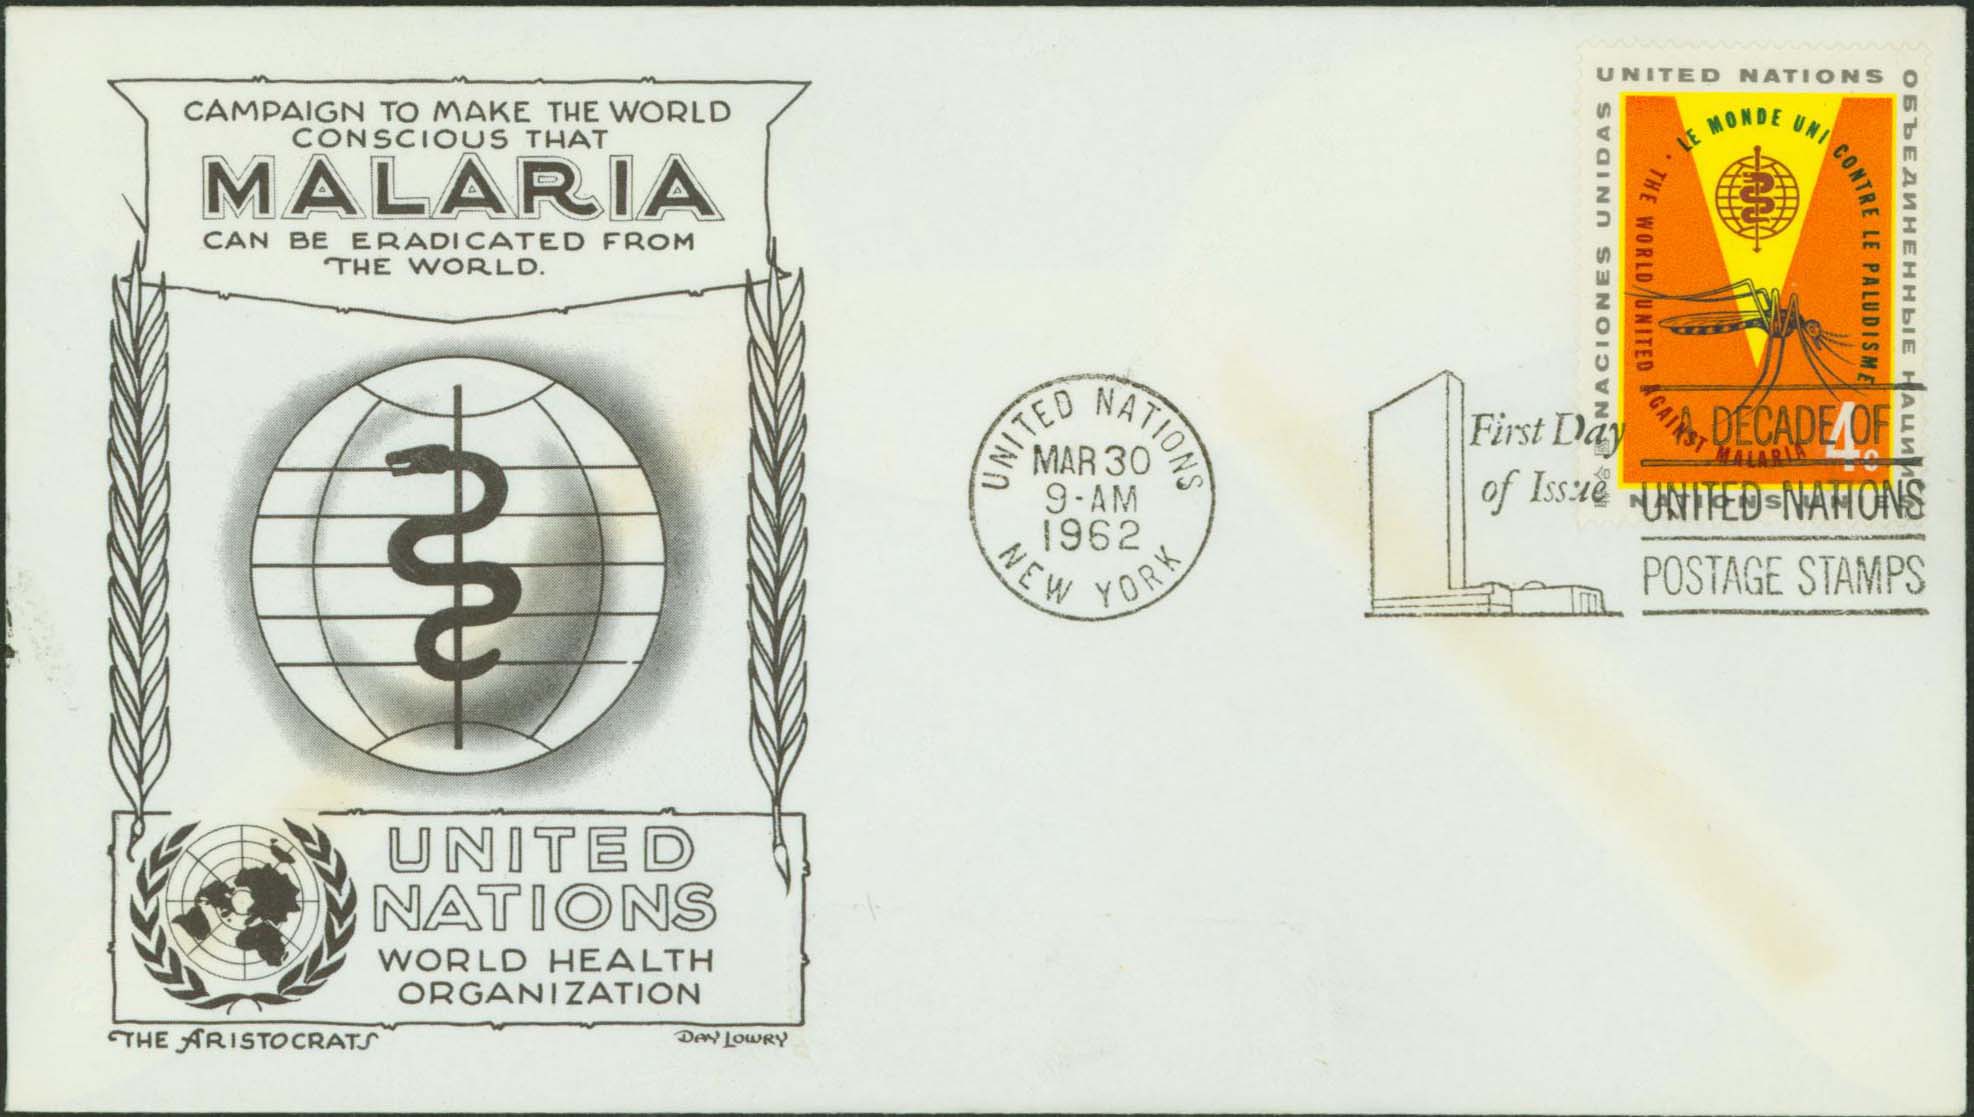 CAMPAIGN TO MAKE THE WORLD
CONSCIOUS THAT
MALARIA
CAN BE ERADICATED FROM
THE WORLD.
UNITED
NATIONS
WORLD HEALTH
ORGANIZATION
THE ARISTOCRATS
DAY LOWRY
UNITED NATIONS
MAR 30
9-AM
1962
NEW YORK
First Day
of Issue
A DECADE OF
UNITED NATIONS
POSTAGE STAMPS
UNITED NATIONS
ОБЪЕДИНЕННЫЕ НАЦИИ
NACIONES UNIDAS
NATIONS UNIES
LE MONDE UNI CONTRE LE PALUDISME
THE WORLD UNITED AGAINST MALARIA
4c